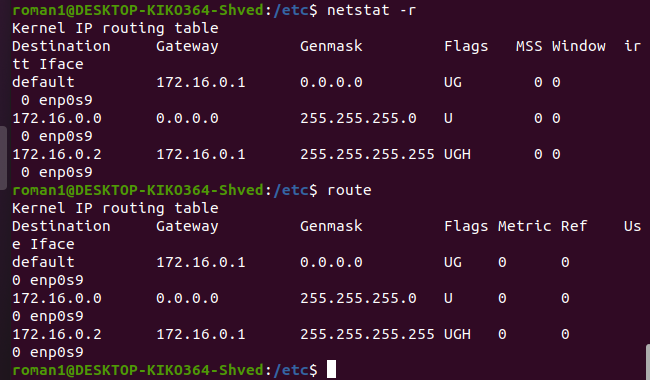 roman1@DESKTOP-KIKO364-Shved:/etc$ netstat -r
Kernel IP routing table
Destination     Gateway         Genmask         Flags   MSS Window  ir
tt Iface
default         172.16.0.1      0.0.0.0         UG        0 0
 0 enp0s9
172.16.0.0      0.0.0.0         255.255.255.0   U         0 0
 0 enp0s9
172.16.0.2      172.16.0.1      255.255.255.255 UGH       0 0
 0 enp0s9
roman1@DESKTOP-KIKO364-Shved:/etc$ route
Kernel IP routing table
Destination     Gateway         Genmask         Flags Metric Ref    Us
e Iface
default         172.16.0.1      0.0.0.0         UG    0      0
0 enp0s9
172.16.0.0      0.0.0.0         255.255.255.0   U     0      0
0 enp0s9
172.16.0.2      172.16.0.1      255.255.255.255 UGH   0      0
0 enp0s9
roman1@DESKTOP-KIKO364-Shved:/etc$